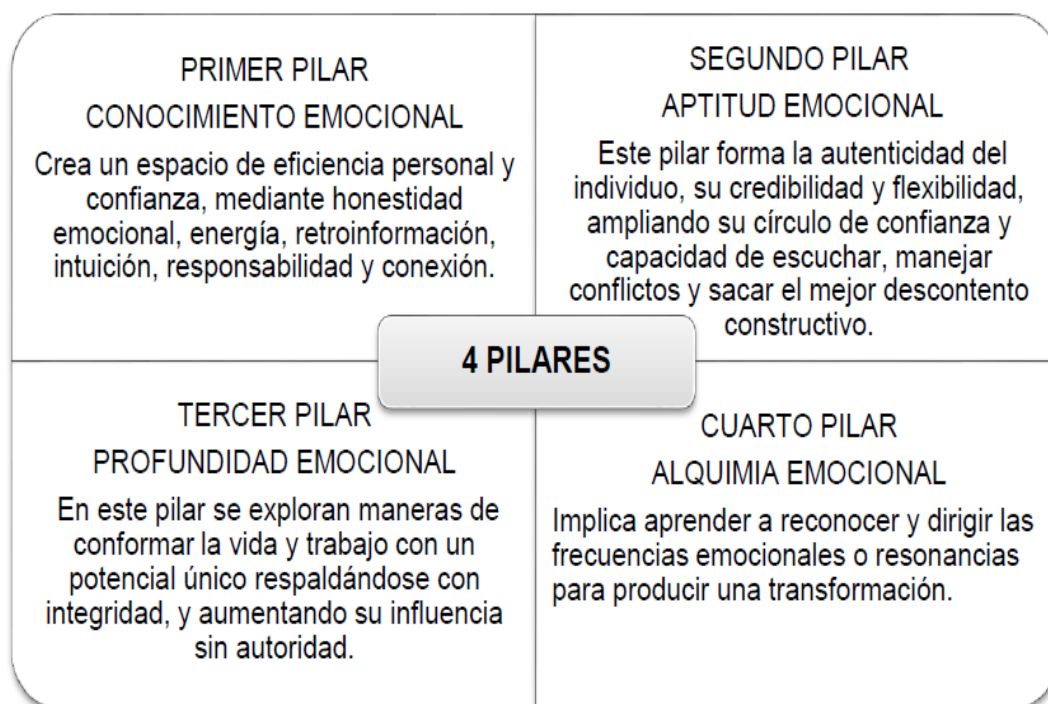 PRIMER PILAR
CONOCIMIENTO EMOCIONAL
Crea un espacio de eficiencia personal y
confianza, mediante honestidad
emocional, energía, retroinformación,
intuición, responsabilidad y conexión.
SEGUNDO PILAR
APTITUD EMOCIONAL
Este pilar forma la autenticidad del
individuo, su credibilidad y flexibilidad,
ampliando su círculo de confianza y
capacidad de escuchar, manejar
conflictos y sacar el mejor descontento
constructivo.
4 PILARES
TERCER PILAR
PROFUNDIDAD EMOCIONAL
En este pilar se exploran maneras de
conformar la vida y trabajo con un
potencial único respaldándose con
integridad, y aumentando su influencia
sin autoridad.
CUARTO PILAR
ALQUIMIA EMOCIONAL
Implica aprender a reconocer y dirigir las
frecuencias emocionales o resonancias
para producir una transformación.